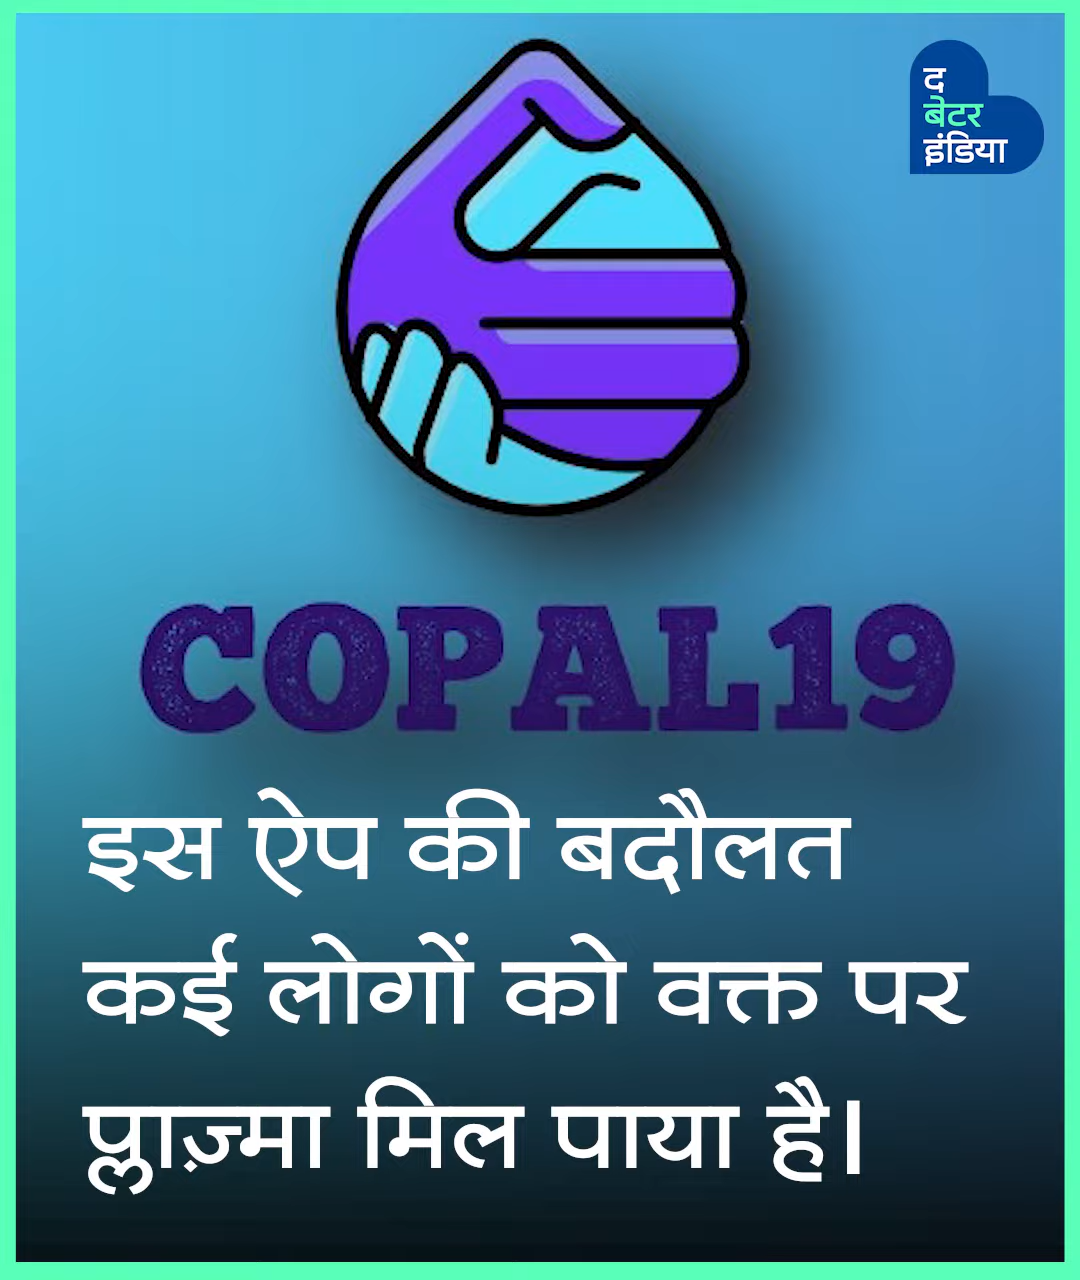 द
बेटर
इंडिया
COPAL19
इस ऐप की बदौलत
कई लोगों को वक्त पर
प्लाज़्मा मिल पाया है।